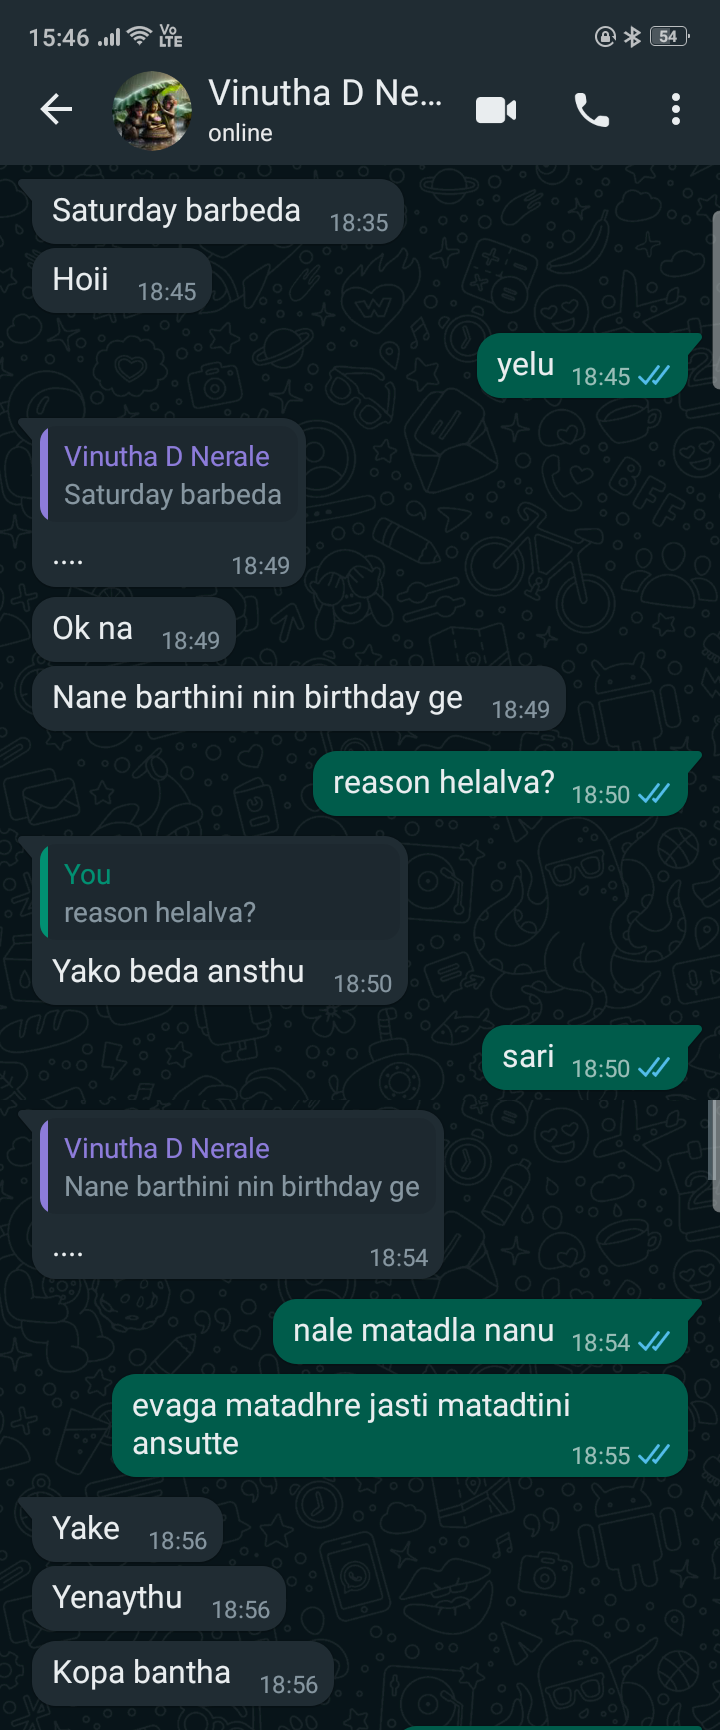 15:46 Vo LTE 54
Vinutha D Ne...
online
Saturday barbeda 18:35
Hoii 18:45
yelu 18:45
Vinutha D Nerale
Saturday barbeda
.... 18:49
Ok na 18:49
Nane barthini nin birthday ge 18:49
reason helalva? 18:50
You
reason helalva?
Yako beda ansthu 18:50
sari 18:50
Vinutha D Nerale
Nane barthini nin birthday ge
.... 18:54
nale matadla nanu 18:54
evaga matadhre jasti matadtini
ansutte 18:55
Yake 18:56
Yenaythu 18:56
Kopa bantha 18:56